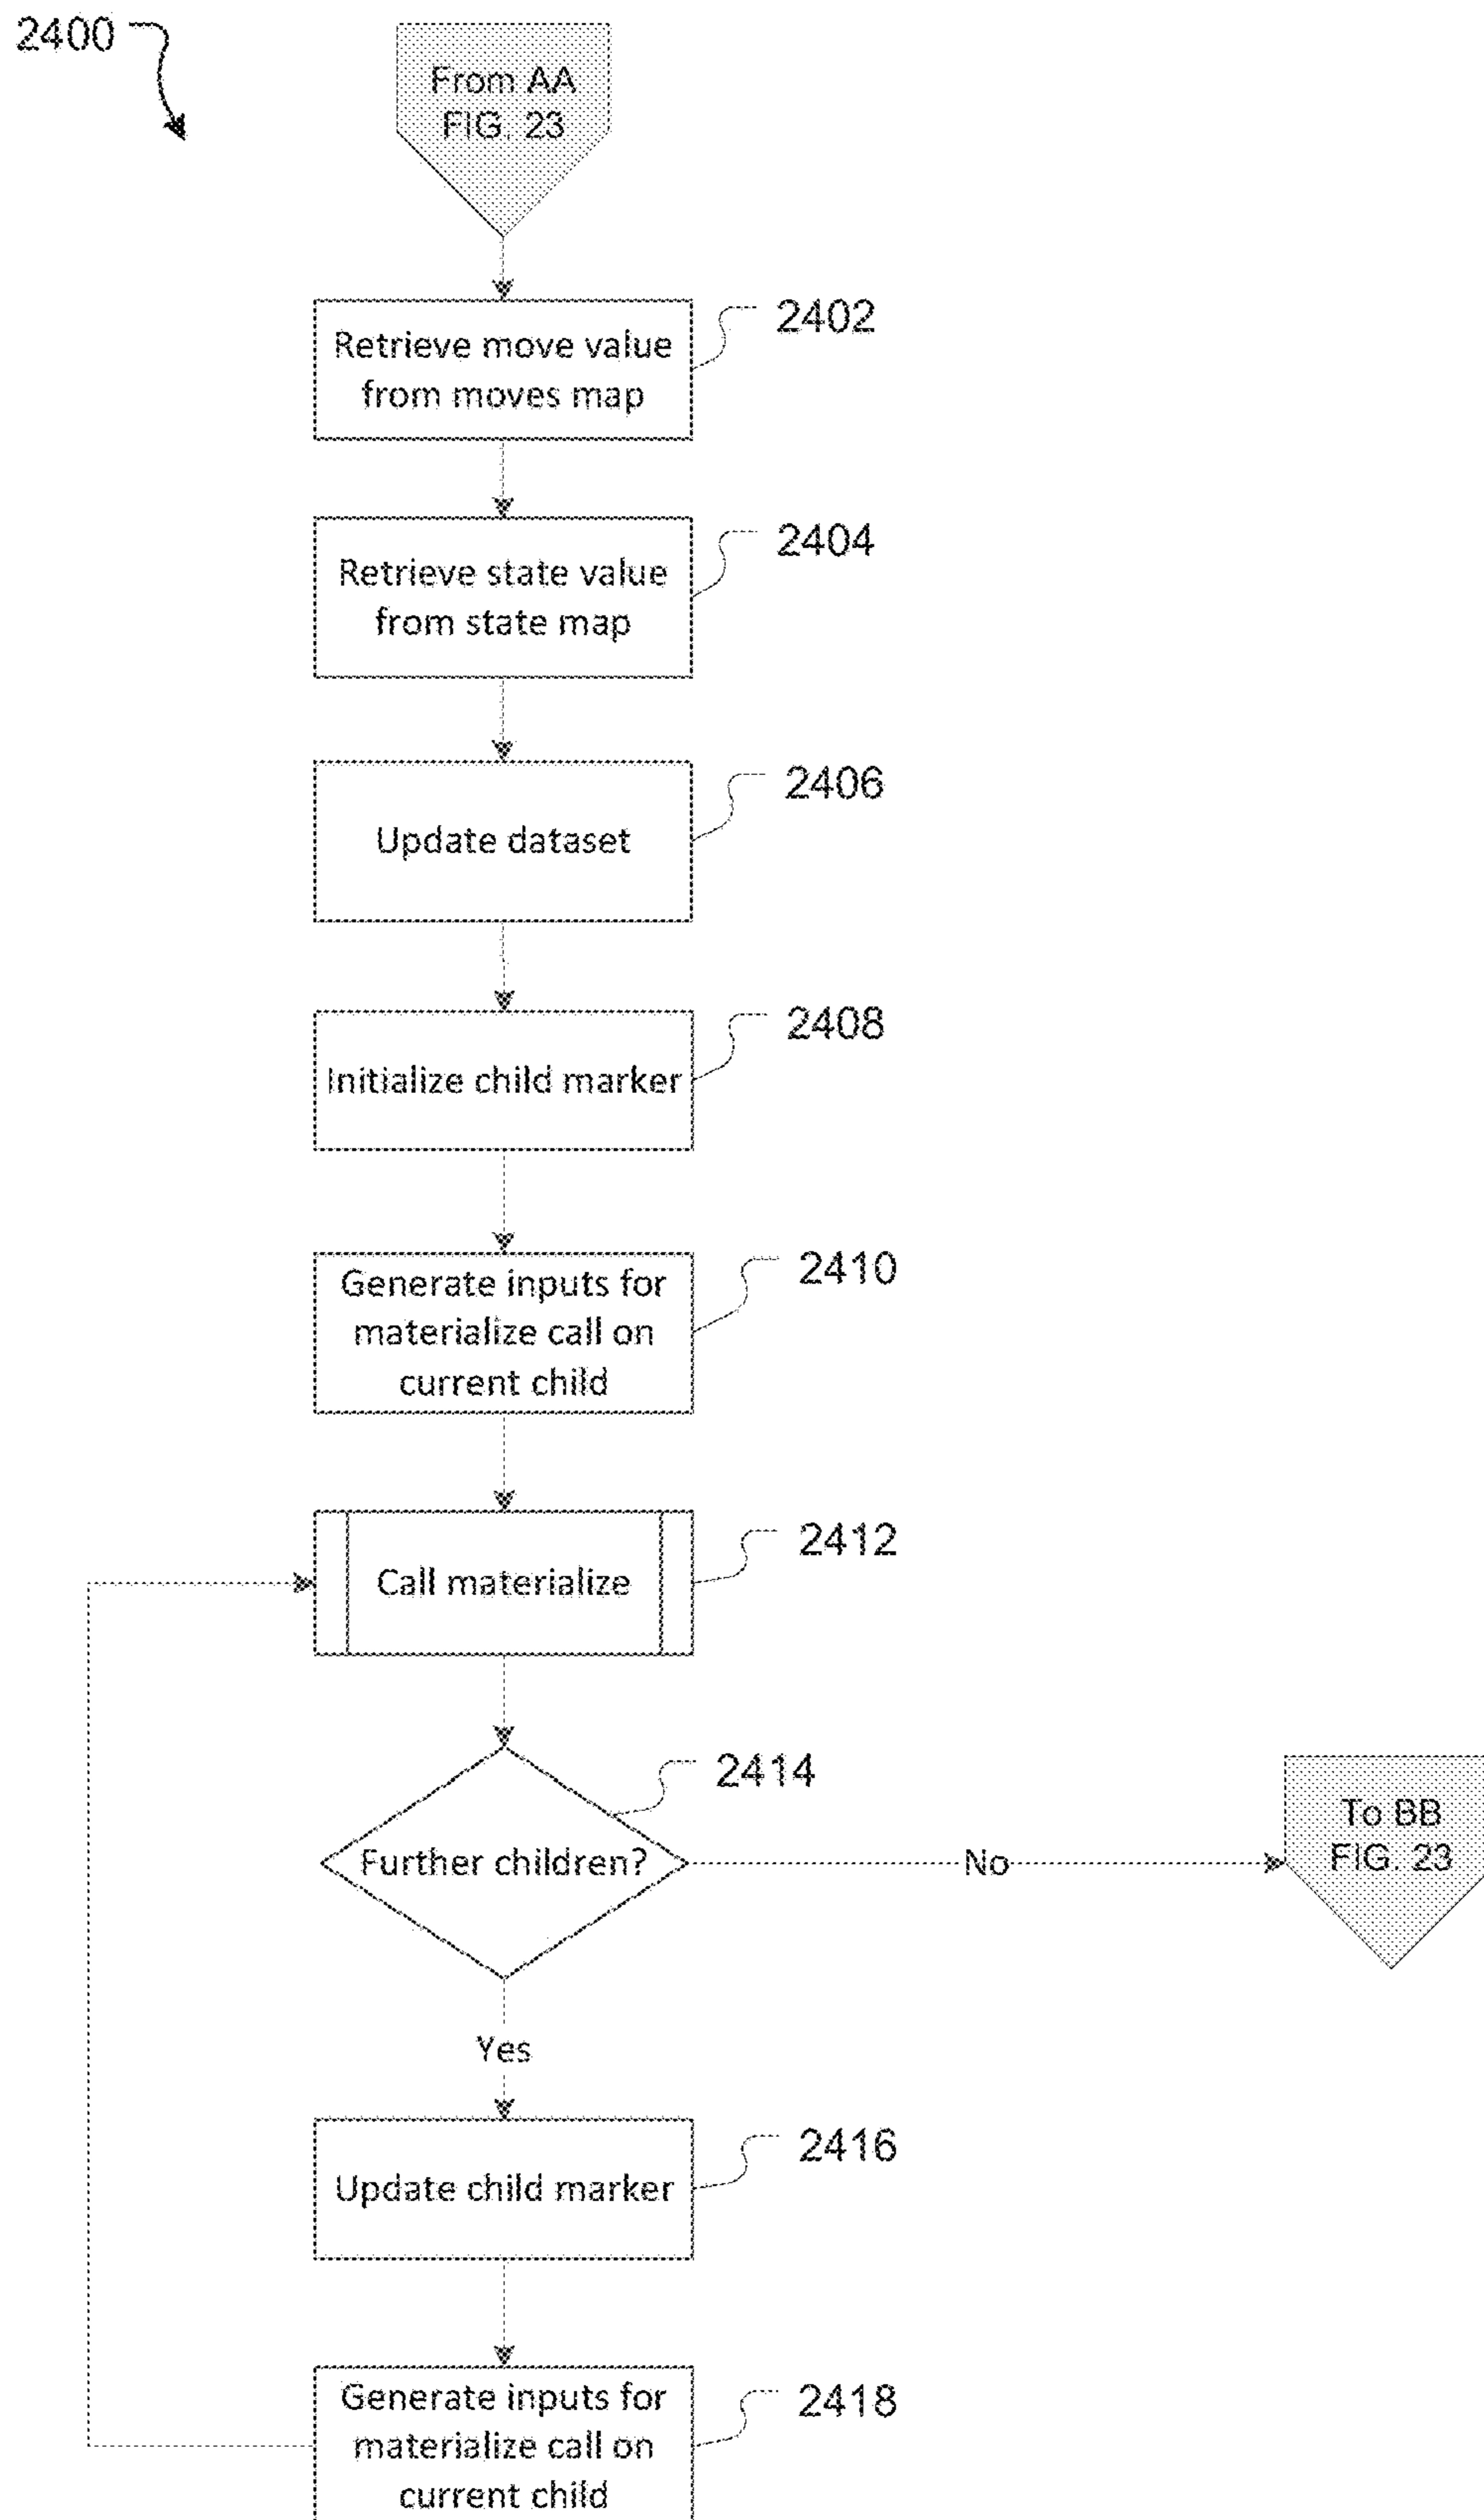 2400
From AA
FIG. 23
Retrieve move value
from moves map
2402
Retrieve state value
from state map
2404
Update dataset
2406
Initialize child marker
2408
Generate inputs for
materialize call on
current child
2410
Call materialize
2412
Further children?
2414
No
To BB
FIG. 23
Yes
Update child marker
2416
Generate inputs for
materialize call on
current child
2418